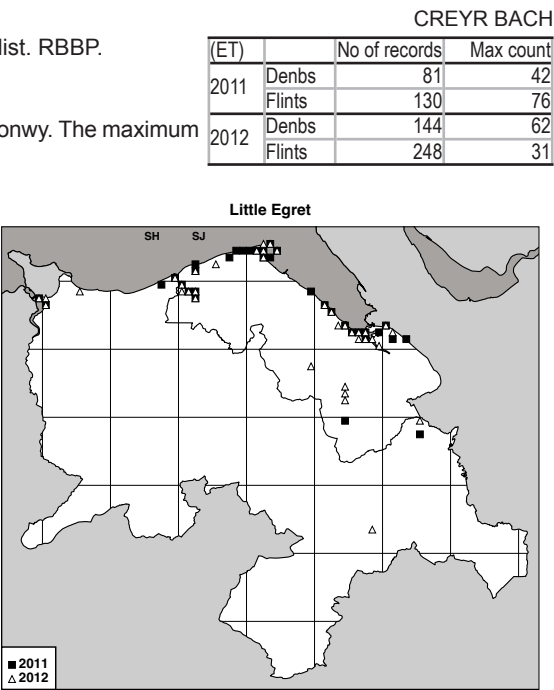 CREYR BACH
list. RBBP.
onwy. The maximum
(ET) No of records Max count
2011 Denbs 81 42
Flints 130 76
2012 Denbs 144 62
Flints 248 31
Little Egret
SH SJ
2011
2012